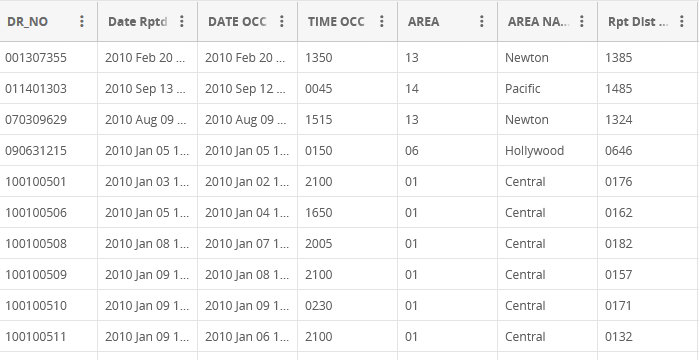 DR_NO Date Rptd DATE OCC TIME OCC AREA AREA NA... Rpt Dist ...
001307355 2010 Feb 20 ... 2010 Feb 20 ... 1350 13 Newton 1385
011401303 2010 Sep 13 ... 2010 Sep 12 ... 0045 14 Pacific 1485
070309629 2010 Aug 09 ... 2010 Aug 09 ... 1515 13 Newton 1324
090631215 2010 Jan 05 1... 2010 Jan 05 1... 0150 06 Hollywood 0646
100100501 2010 Jan 03 1... 2010 Jan 02 1... 2100 01 Central 0176
100100506 2010 Jan 05 1... 2010 Jan 04 1... 1650 01 Central 0162
100100508 2010 Jan 08 1... 2010 Jan 07 1... 2005 01 Central 0182
100100509 2010 Jan 09 1... 2010 Jan 08 1... 2100 01 Central 0157
100100510 2010 Jan 09 1... 2010 Jan 09 1... 0230 01 Central 0171
100100511 2010 Jan 09 1... 2010 Jan 06 1... 2100 01 Central 0132